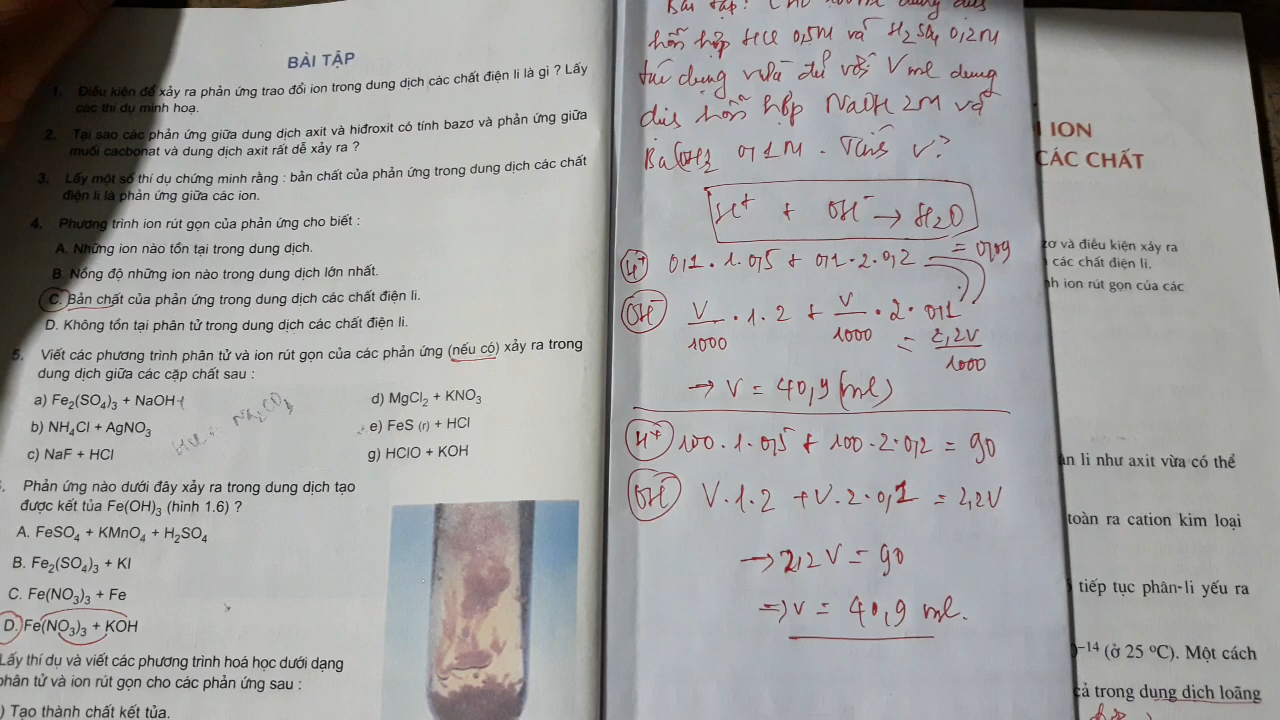 BÀI TẬP
1. Điều kiện để xảy ra phản ứng trao đổi ion trong dung dịch các chất điện li là gì ? Lấy
các thí dụ minh hoạ.
2. Tại sao các phản ứng giữa dung dịch axit và hiđroxit có tính bazơ và phản ứng giữa
muối cacbonat và dung dịch axit rất dễ xảy ra ?
3. Lấy một số thí dụ chứng minh rằng : bản chất của phản ứng trong dung dịch các chất
điện li là phản ứng giữa các ion.
4. Phương trình ion rút gọn của phản ứng cho biết :
A. Những ion nào tồn tại trong dung dịch.
B. Nồng độ những ion nào trong dung dịch lớn nhất.
C. Bản chất của phản ứng trong dung dịch các chất điện li.
D. Không tồn tại phân tử trong dung dịch các chất điện li.
5. Viết các phương trình phân tử và ion rút gọn của các phản ứng (nếu có) xảy ra trong
dung dịch giữa các cặp chất sau :
a) Fe₂(SO₄)₃ + NaOH
b) NH₄Cl + AgNO₃
c) NaF + HCl
d) MgCl₂ + KNO₃
e) FeS (r) + HCl
g) HClO + KOH
HCl + Na₂CO₃
Phản ứng nào dưới đây xảy ra trong dung dịch tạo
được kết tủa Fe(OH)₃ (hình 1.6) ?
A. FeSO₄ + KMnO₄ + H₂SO₄
B. Fe₂(SO₄)₃ + KI
C. Fe(NO₃)₃ + Fe
D. Fe(NO₃)₃ + KOH
Lấy thí dụ và viết các phương trình hoá học dưới dạng
phân tử và ion rút gọn cho các phản ứng sau :
) Tạo thành chất kết tủa.
Bài tập: dung dịch
hỗn hợp HCl 0,5M và H₂SO₄ 0,2M
tác dụng vừa đủ với V ml dung
dịch hỗn hợp NaOH 2M và
Ba(OH)₂ 0,1M. Tính V?
H⁺ + OH⁻ → H₂O
H⁺ 0,1.1.0,5 + 0,1.2.0,2 = 0,09
OH⁻ V/1000 . 1 . 2 + V/1000 . 2 . 0,1
= 2,2V/1000
→ V = 40,9 (ml)
H⁺ 100.1.0,5 + 100.2.0,2 = 90
OH⁻ V.1.2 + V.2.0,1 = 2,2V
→ 2,2V = 90
⇒ V = 40,9 ml.
I ION
CÁC CHẤT
ơ và điều kiện xảy ra
các chất điện li.
nh ion rút gọn của các
ân li như axit vừa có thể
toàn ra cation kim loại
tiếp tục phân li yếu ra
⁻¹⁴ (ở 25 °C). Một cách
cả trong dung dịch loãng